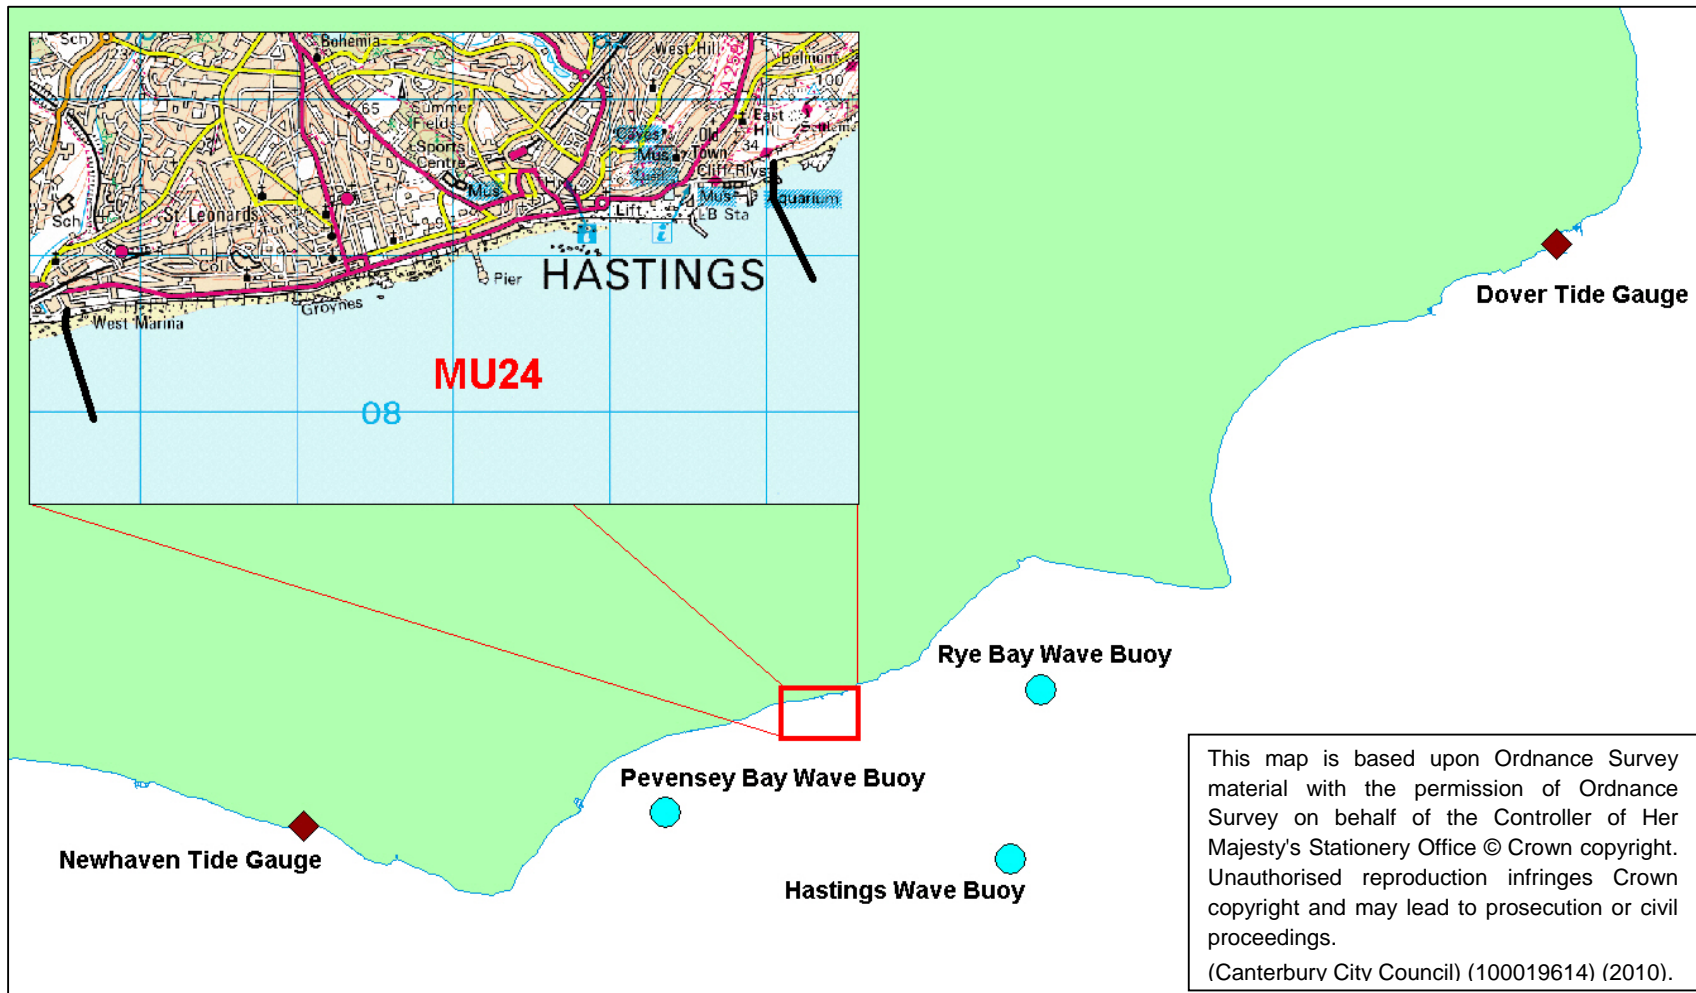 Sch
23
Bohemia
West Hill
A259
Belmont
100
65
Summer
Fields
Sports
Centre
Caves
Old
East
Hill
34
Mus
Town
Cliff Rlys
Mus
Mus
Aquarium
Sch
St Leonards
Lift
LB Sta
Coll
Pier
HASTINGS
Groynes
West Marina
MU24
08
Dover Tide Gauge
Rye Bay Wave Buoy
Pevensey Bay Wave Buoy
Newhaven Tide Gauge
Hastings Wave Buoy
This map is based upon Ordnance Survey
material with the permission of Ordnance
Survey on behalf of the Controller of Her
Majesty's Stationery Office © Crown copyright.
Unauthorised reproduction infringes Crown
copyright and may lead to prosecution or civil
proceedings.
(Canterbury City Council) (100019614) (2010).